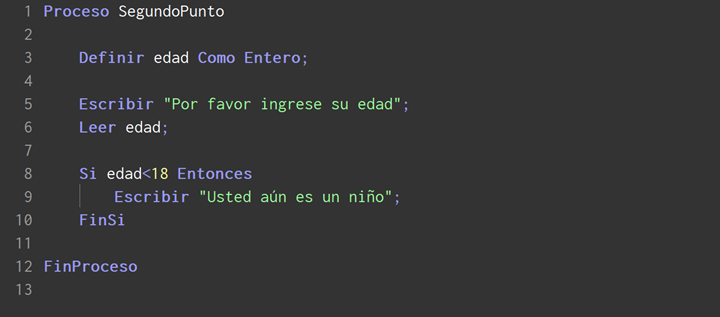 1 Proceso SegundoPunto
2
3 Definir edad Como Entero;
4
5 Escribir "Por favor ingrese su edad";
6 Leer edad;
7
8 Si edad<18 Entonces
9 Escribir "Usted aún es un niño";
10 FinSi
11
12 FinProceso
13